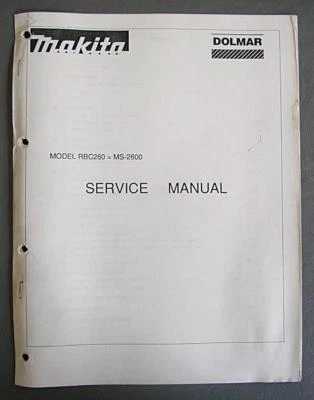 makita
DOLMAR
MODEL RBC260 = MS-2600
SERVICE MANUAL